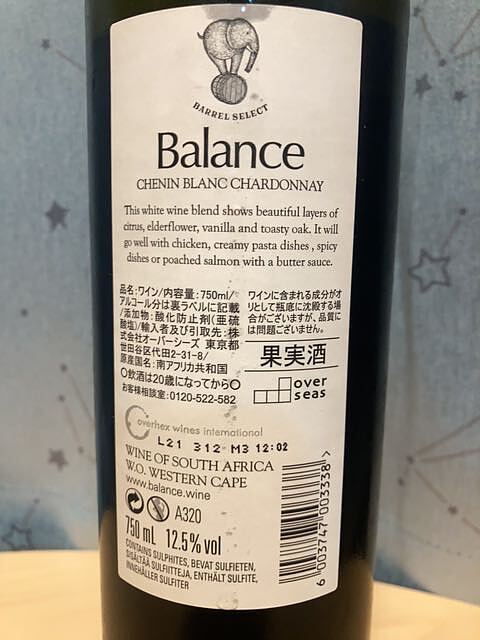 BARREL SELECT
Balance
CHENIN BLANC CHARDONNAY
This white wine blend shows beautiful layers of
citrus, elderflower, vanilla and toasty oak. It will
go well with chicken, creamy pasta dishes , spicy
dishes or poached salmon with a butter sauce.
品名:ワイン/内容量:750ml/
アルコール分は裏ラベルに記載
/添加物:酸化防止剤(亜硫
酸塩)/輸入者及び引取先:株
式会社オーバーシーズ 東京都
世田谷区代田2-31-8/
原産国名:南アフリカ共和国
○飲酒は20歳になってから○
お客様相談室:0120-522-582
ワインに含まれる成分がオ
リとして瓶底に沈殿する場
合がございますが、品質に
は問題ございません。
果実酒
over
seas
overhex wines international
L21 312 M3 12:02
WINE OF SOUTH AFRICA
W.O. WESTERN CAPE
www.balance.wine
A320
750 mL 12.5% vol
CONTAINS SULPHITES, BEVAT SULFIETEN,
SISÄLTÄÄ SULFIITTEJA, ENTHÄLT SULFITE,
INNEHÅLLER SULFITER
6 003747 003338 >